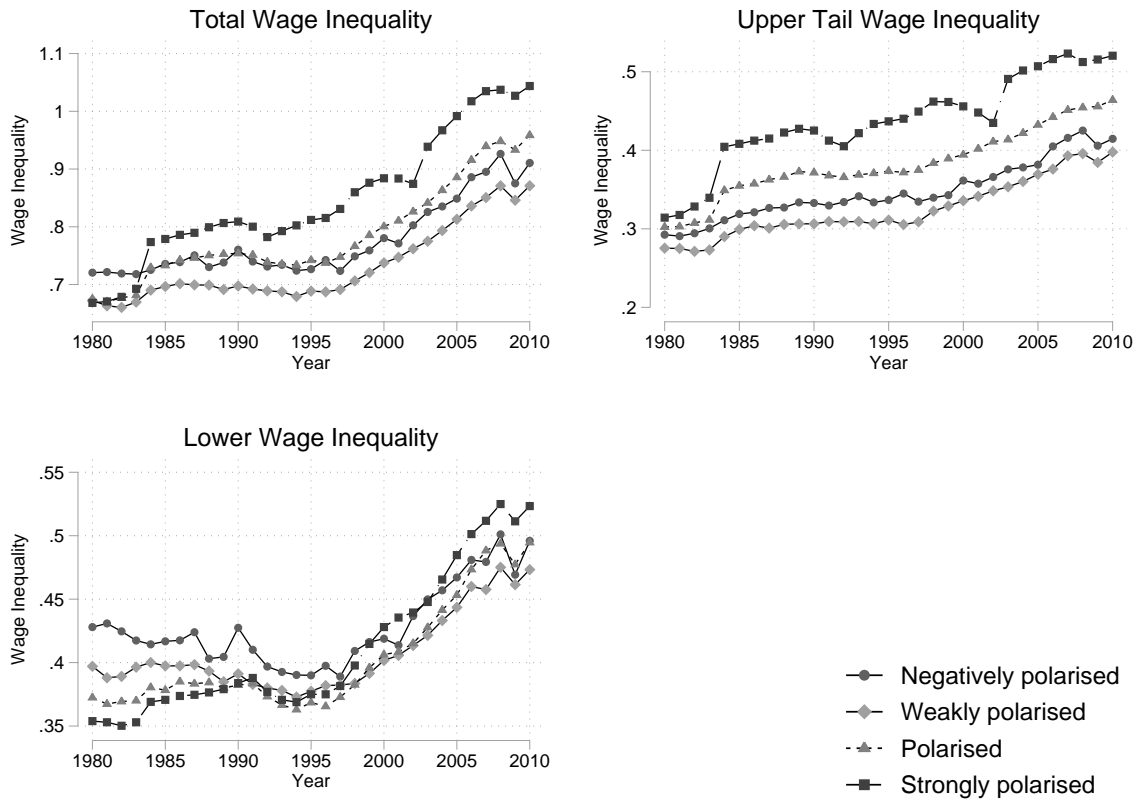 Total Wage Inequality
Wage Inequality
1.1
1
.9
.8
.7
1980 1985 1990 1995 2000 2005 2010
Year
Upper Tail Wage Inequality
Wage Inequality
.5
.4
.3
.2
1980 1985 1990 1995 2000 2005 2010
Year
Lower Wage Inequality
Wage Inequality
.55
.5
.45
.4
.35
1980 1985 1990 1995 2000 2005 2010
Year
Negatively polarised
Weakly polarised
Polarised
Strongly polarised